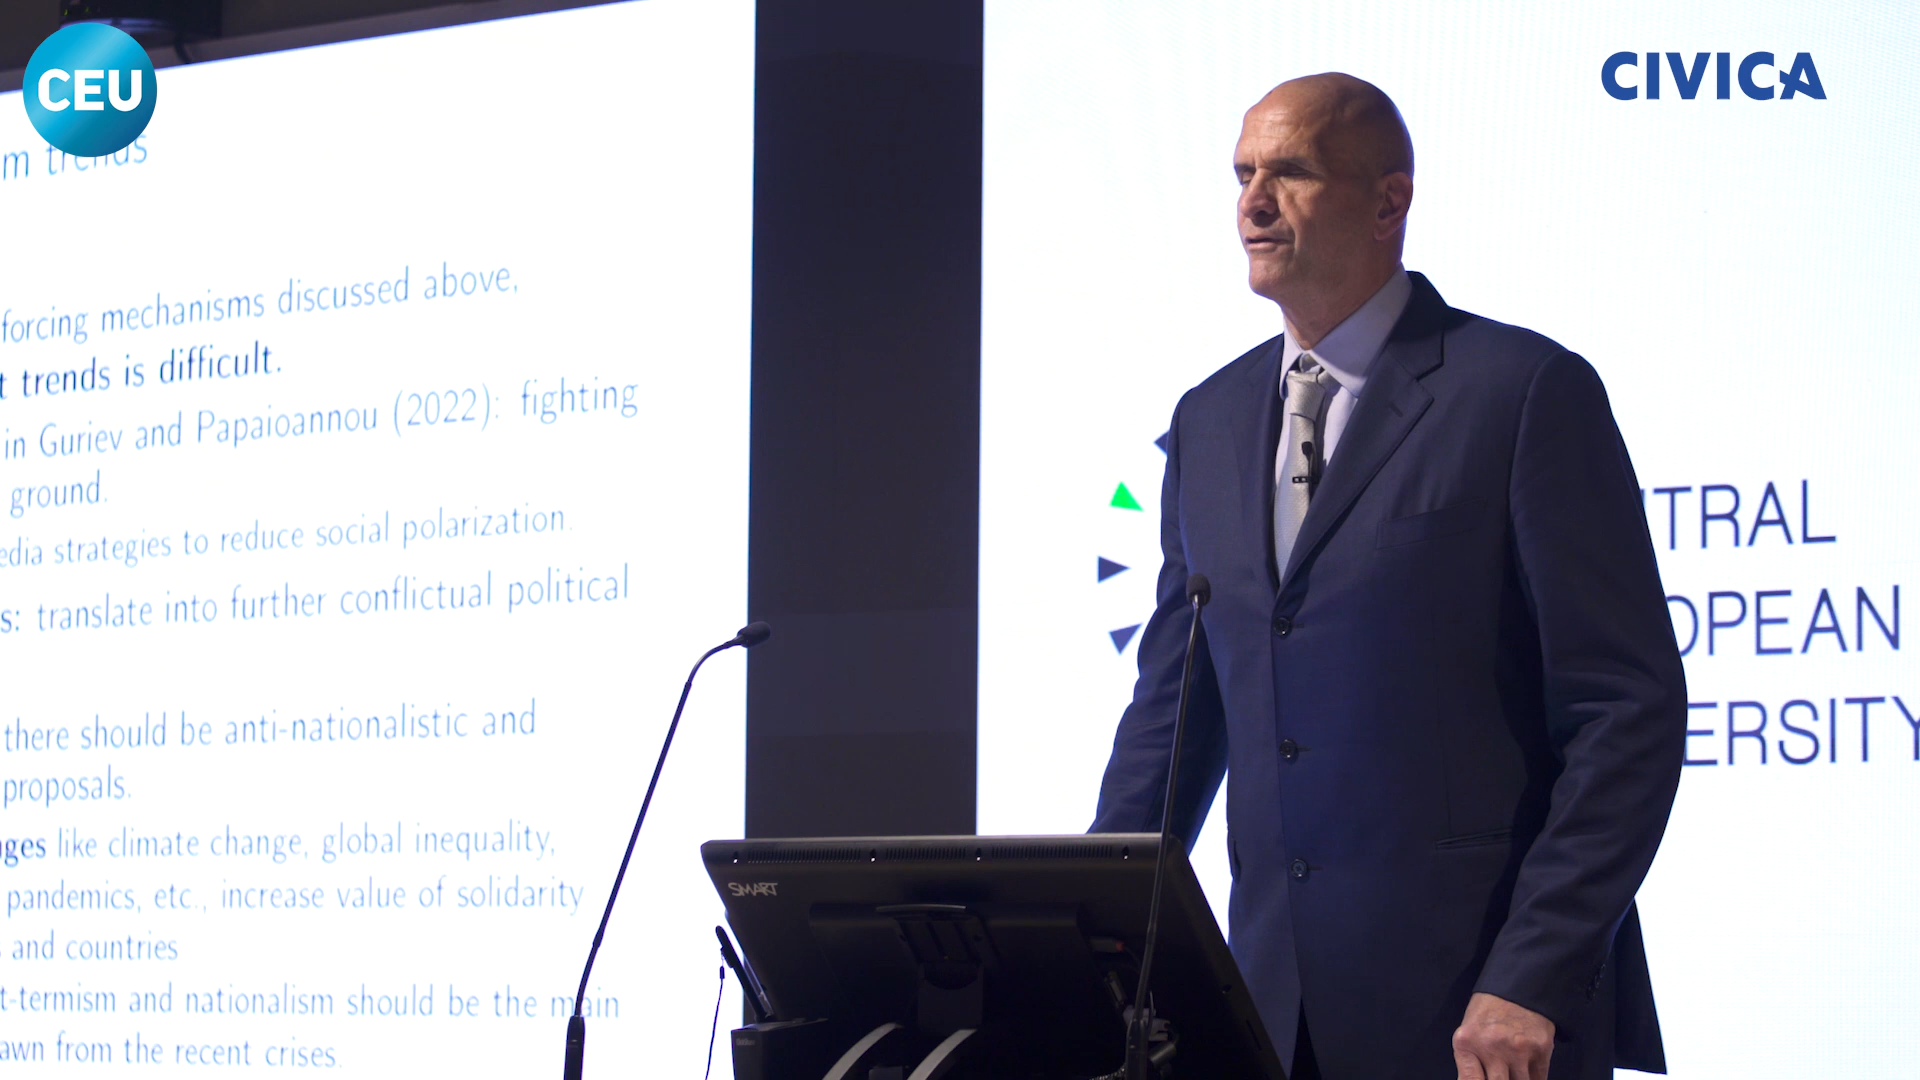 CEU
CIVICA
m trends
forcing mechanisms discussed above,
t trends is difficult.
in Guriev and Papaioannou (2022): fighting
ground.
edia strategies to reduce social polarization.
s: translate into further conflictual political
there should be anti-nationalistic and
proposals.
ges like climate change, global inequality,
pandemics, etc., increase value of solidarity
and countries
t-termism and nationalism should be the main
awn from the recent crises.
TRAL
OPEAN
ERSITY
SMART